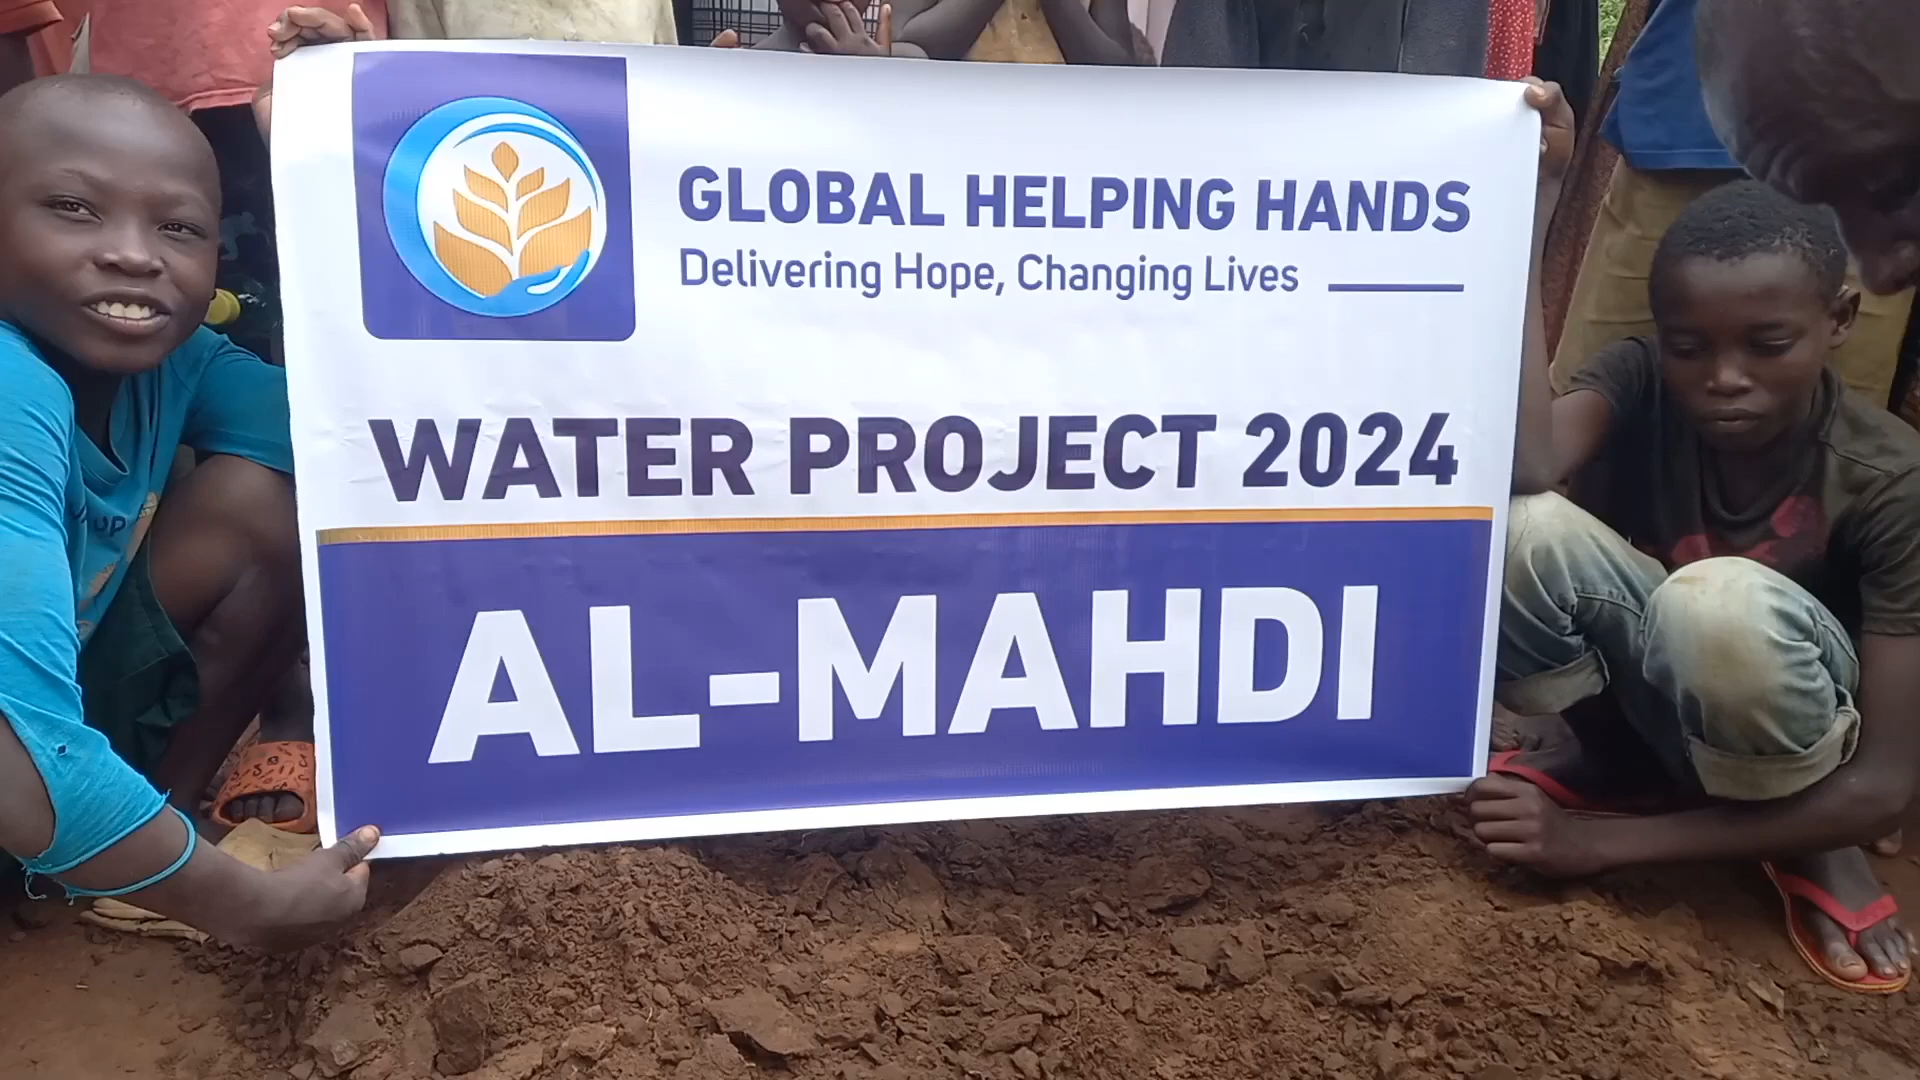 GLOBAL HELPING HANDS
Delivering Hope, Changing Lives
WATER PROJECT 2024
AL-MAHDI